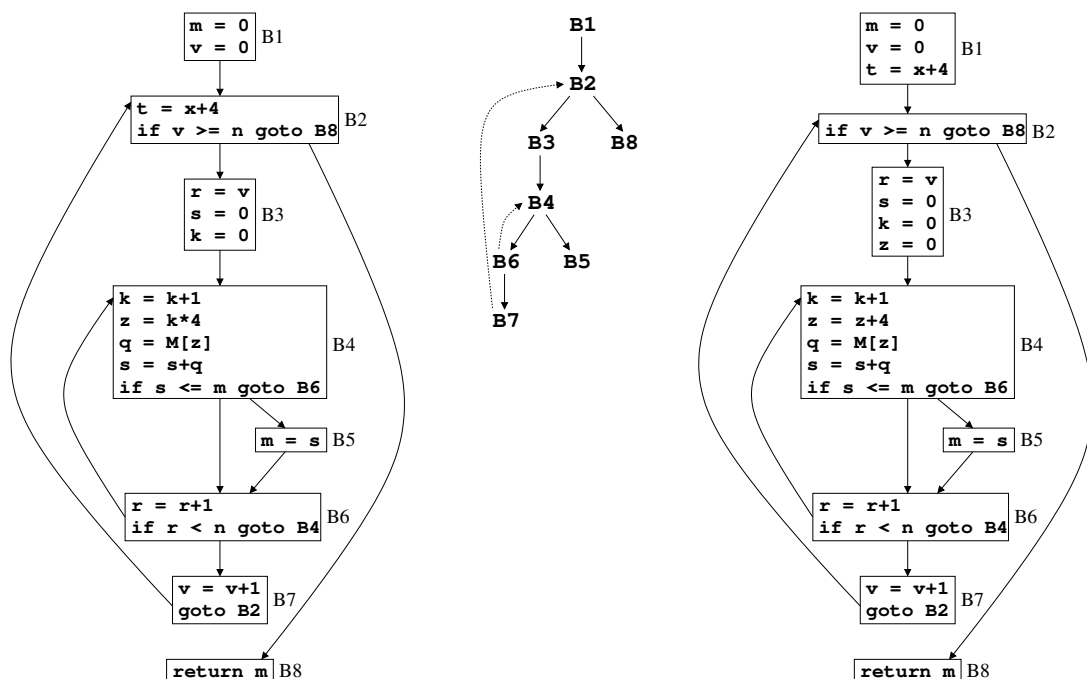 m = 0
v = 0
B1
t = x+4
if v >= n goto B8
B2
r = v
s = 0
k = 0
B3
k = k+1
z = k*4
q = M[z]
s = s+q
if s <= m goto B6
B4
m = s
B5
r = r+1
if r < n goto B4
B6
v = v+1
goto B2
B7
return m
B8
B1
B2
B3 B8
B4
B6 B5
B7
m = 0
v = 0
t = x+4
B1
if v >= n goto B8
B2
r = v
s = 0
k = 0
z = 0
B3
k = k+1
z = z+4
q = M[z]
s = s+q
if s <= m goto B6
B4
m = s
B5
r = r+1
if r < n goto B4
B6
v = v+1
goto B2
B7
return m
B8